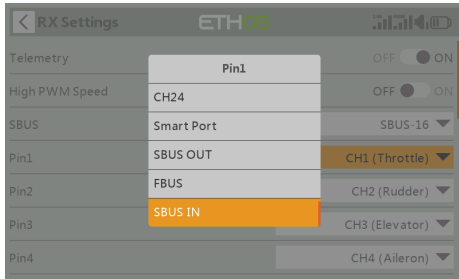 RX Settings
ETHOS
Telemetry
OFF ON
High PWM Speed
OFF ON
SBUS
SBUS-16
Pin1
CH1 (Throttle)
Pin2
CH2 (Rudder)
Pin3
CH3 (Elevator)
Pin4
CH4 (Aileron)
Pin1
CH24
Smart Port
SBUS OUT
FBUS
SBUS IN